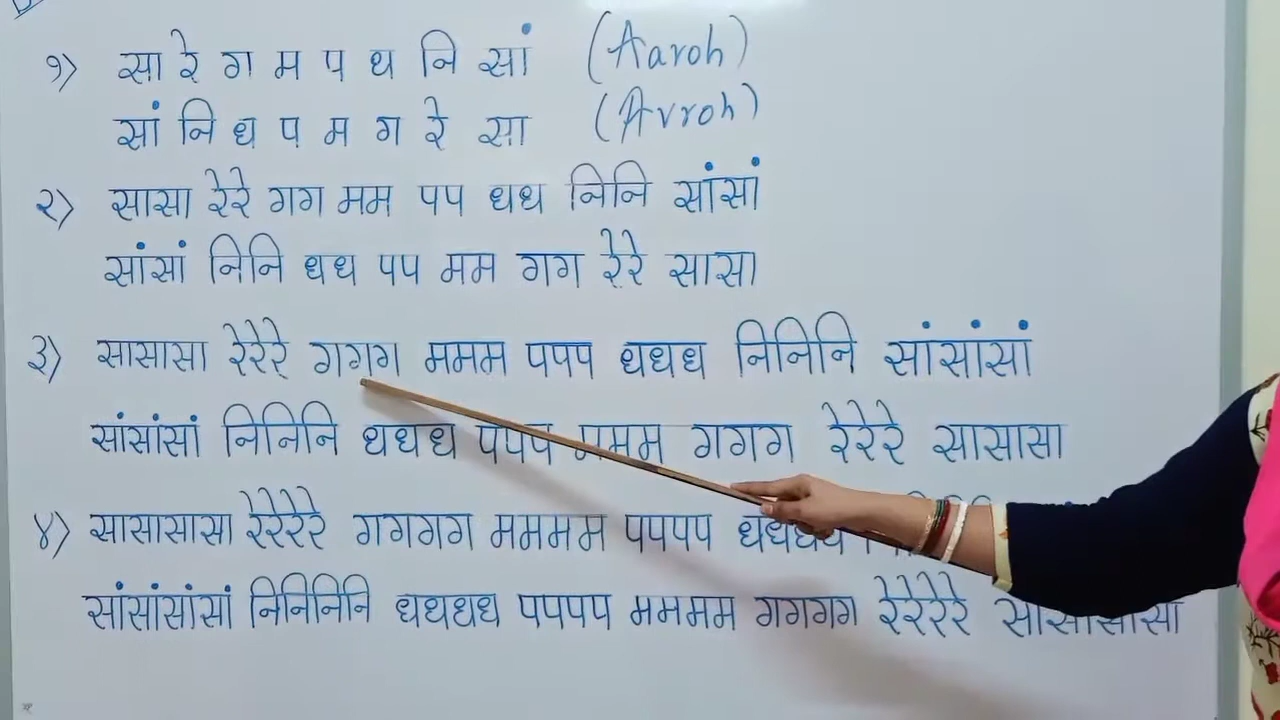 १) सा रे ग म प ध नि सां (Aaroh)
सां नि ध प म ग रे सा (Avroh)
२) सासा रेरे गग मम पप धध निनि सांसां
सांसां निनि धध पप मम गग रेरे सासा
३) सासासा रेरेरे गगग ममम पपप धधध निनिनि सांसांसां
सांसांसां निनिनि धधध पपप ममम गगग रेरेरे सासासा
४) सासासासा रेरेरेरे गगगग मममम पपपप धधधध
सांसांसांसां निनिनिनि धधधध पपपप मममम गगगग रेरेरेरे सासासासा